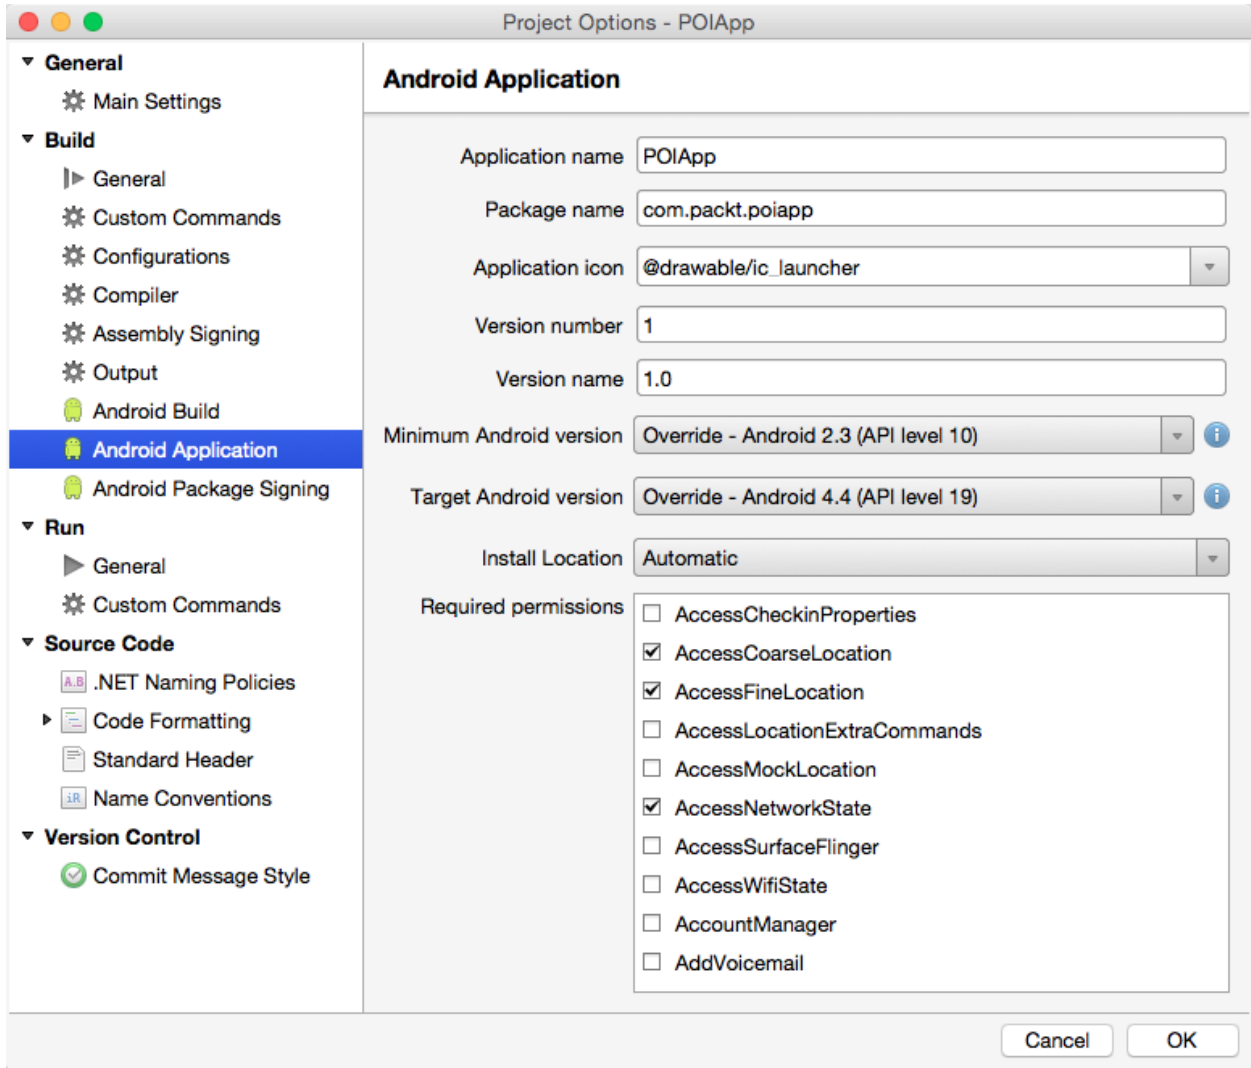 Project Options - POIApp
General
Main Settings
Build
General
Custom Commands
Configurations
Compiler
Assembly Signing
Output
Android Build
Android Application
Android Package Signing
Run
General
Custom Commands
Source Code
A.B .NET Naming Policies
Code Formatting
Standard Header
iR Name Conventions
Version Control
Commit Message Style
Android Application
Application name POIApp
Package name com.packt.poiapp
Application icon @drawable/ic_launcher
Version number 1
Version name 1.0
Minimum Android version Override - Android 2.3 (API level 10) i
Target Android version Override - Android 4.4 (API level 19) i
Install Location Automatic
Required permissions
AccessCheckinProperties
AccessCoarseLocation
AccessFineLocation
AccessLocationExtraCommands
AccessMockLocation
AccessNetworkState
AccessSurfaceFlinger
AccessWifiState
AccountManager
AddVoicemail
Cancel OK